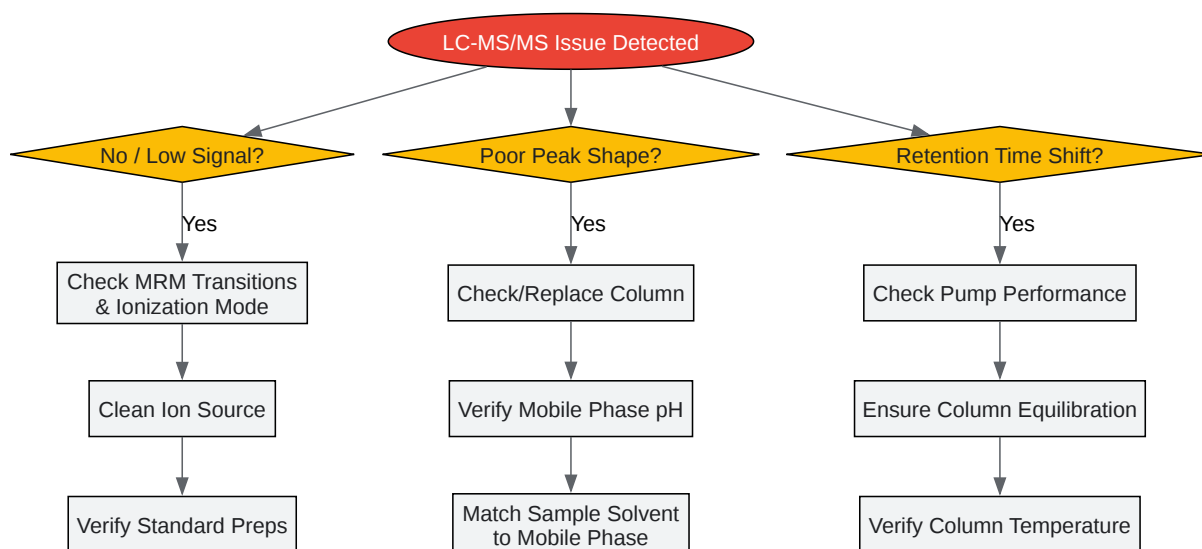 LC-MS/MS Issue Detected
No / Low Signal?
Poor Peak Shape?
Retention Time Shift?
Yes
Yes
Yes
Check MRM Transitions
& Ionization Mode
Check/Replace Column
Check Pump Performance
Clean Ion Source
Verify Mobile Phase pH
Ensure Column Equilibration
Verify Standard Preps
Match Sample Solvent
to Mobile Phase
Verify Column Temperature